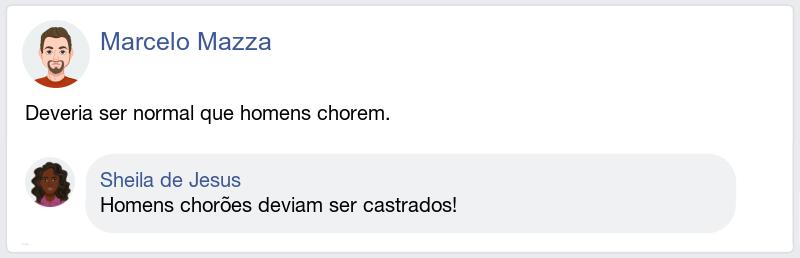 Marcelo Mazza
Deveria ser normal que homens chorem.
Sheila de Jesus
Homens chorões deviam ser castrados!